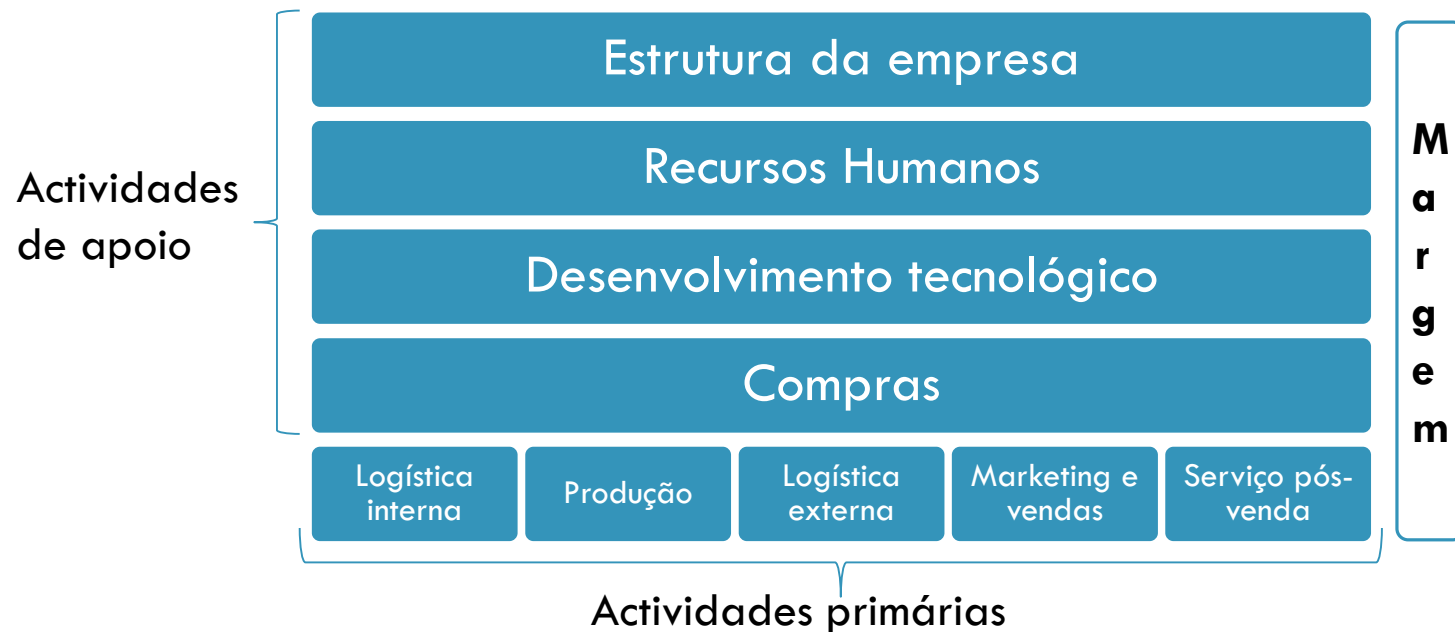 Estrutura da empresa
Recursos Humanos
Actividades
de apoio
Desenvolvimento tecnológico
Compras
Logística
interna
Produção
Logística
externa
Marketing e
vendas
Serviço pós-
venda
Actividades primárias
Margem